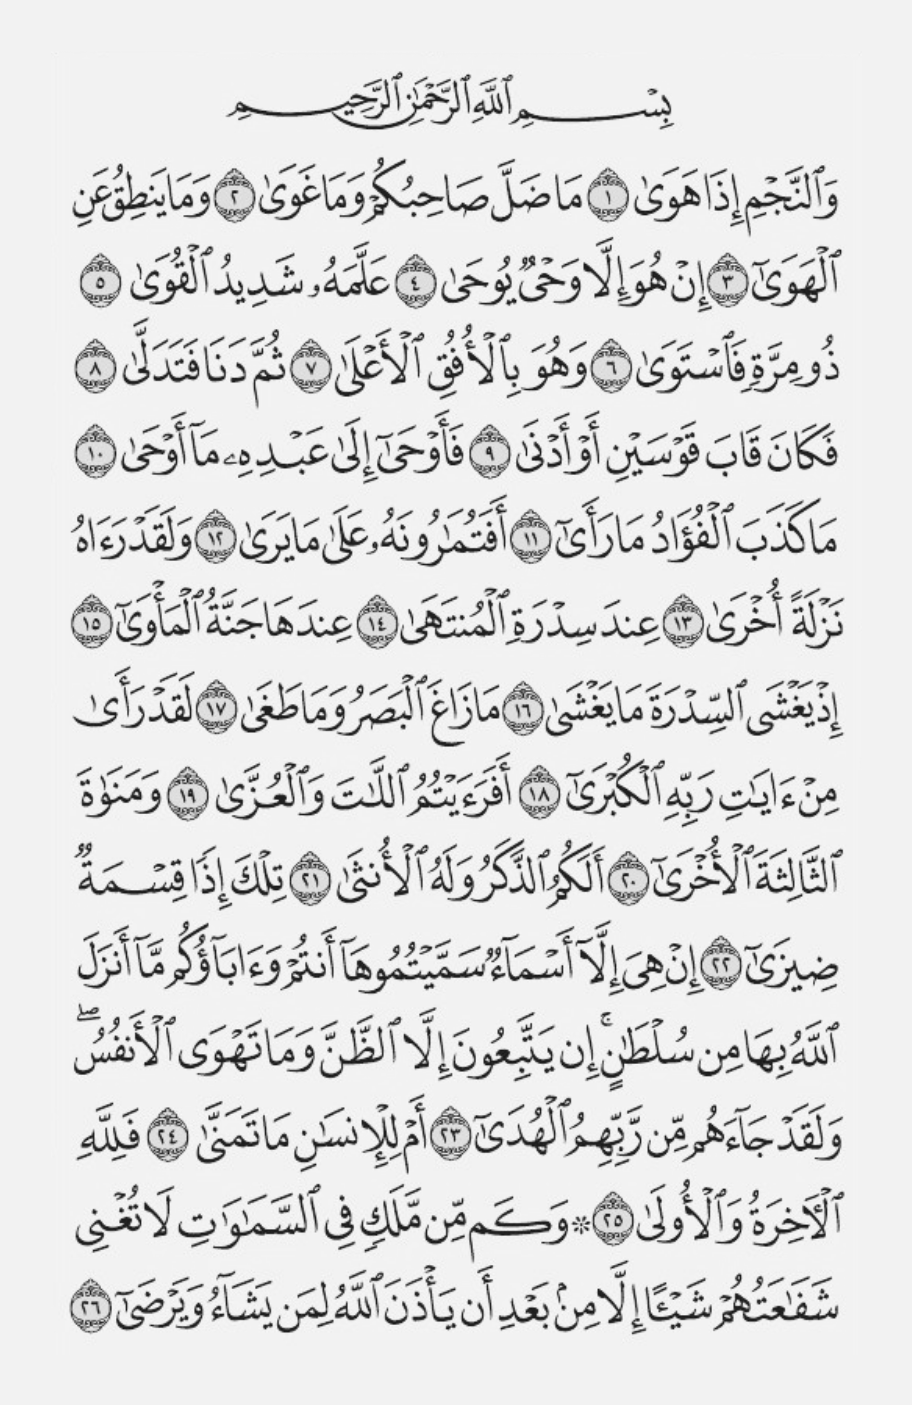 بِسْمِ ٱللَّهِ ٱلرَّحْمَٰنِ ٱلرَّحِيمِ
وَٱلنَّجْمِ إِذَا هَوَىٰ ١ مَا ضَلَّ صَاحِبُكُمْ وَمَا غَوَىٰ ٢ وَمَا يَنطِقُ عَنِ
ٱلْهَوَىٰٓ ٣ إِنْ هُوَ إِلَّا وَحْىٌ يُوحَىٰ ٤ عَلَّمَهُۥ شَدِيدُ ٱلْقُوَىٰ ٥
ذُو مِرَّةٍ فَٱسْتَوَىٰ ٦ وَهُوَ بِٱلْأُفُقِ ٱلْأَعْلَىٰ ٧ ثُمَّ دَنَا فَتَدَلَّىٰ ٨
فَكَانَ قَابَ قَوْسَيْنِ أَوْ أَدْنَىٰ ٩ فَأَوْحَىٰٓ إِلَىٰ عَبْدِهِۦ مَآ أَوْحَىٰ ١٠
مَا كَذَبَ ٱلْفُؤَادُ مَا رَأَىٰٓ ١١ أَفَتُمَٰرُونَهُۥ عَلَىٰ مَا يَرَىٰ ١٢ وَلَقَدْ رَءَاهُ
نَزْلَةً أُخْرَىٰ ١٣ عِندَ سِدْرَةِ ٱلْمُنتَهَىٰ ١٤ عِندَهَا جَنَّةُ ٱلْمَأْوَىٰٓ ١٥
إِذْ يَغْشَى ٱلسِّدْرَةَ مَا يَغْشَىٰ ١٦ مَا زَاغَ ٱلْبَصَرُ وَمَا طَغَىٰ ١٧ لَقَدْ رَأَىٰ
مِنْ ءَايَٰتِ رَبِّهِ ٱلْكُبْرَىٰٓ ١٨ أَفَرَءَيْتُمُ ٱللَّٰتَ وَٱلْعُزَّىٰ ١٩ وَمَنَوٰةَ
ٱلثَّالِثَةَ ٱلْأُخْرَىٰٓ ٢٠ أَلَكُمُ ٱلذَّكَرُ وَلَهُ ٱلْأُنثَىٰ ٢١ تِلْكَ إِذًا قِسْمَةٌ
ضِيزَىٰٓ ٢٢ إِنْ هِىَ إِلَّآ أَسْمَآءٌ سَمَّيْتُمُوهَآ أَنتُمْ وَءَابَآؤُكُم مَّآ أَنزَلَ
ٱللَّهُ بِهَا مِن سُلْطَٰنٍ ۚ إِن يَتَّبِعُونَ إِلَّا ٱلظَّنَّ وَمَا تَهْوَى ٱلْأَنفُسُ ۖ
وَلَقَدْ جَآءَهُم مِّن رَّبِّهِمُ ٱلْهُدَىٰٓ ٢٣ أَمْ لِلْإِنسَٰنِ مَا تَمَنَّىٰ ٢٤ فَلِلَّهِ
ٱلْـَٔاخِرَةُ وَٱلْأُولَىٰ ٢٥ ۞ وَكَم مِّن مَّلَكٍ فِى ٱلسَّمَٰوَٰتِ لَا تُغْنِى
شَفَٰعَتُهُمْ شَيْـًٔا إِلَّا مِنۢ بَعْدِ أَن يَأْذَنَ ٱللَّهُ لِمَن يَشَآءُ وَيَرْضَىٰٓ ٢٦